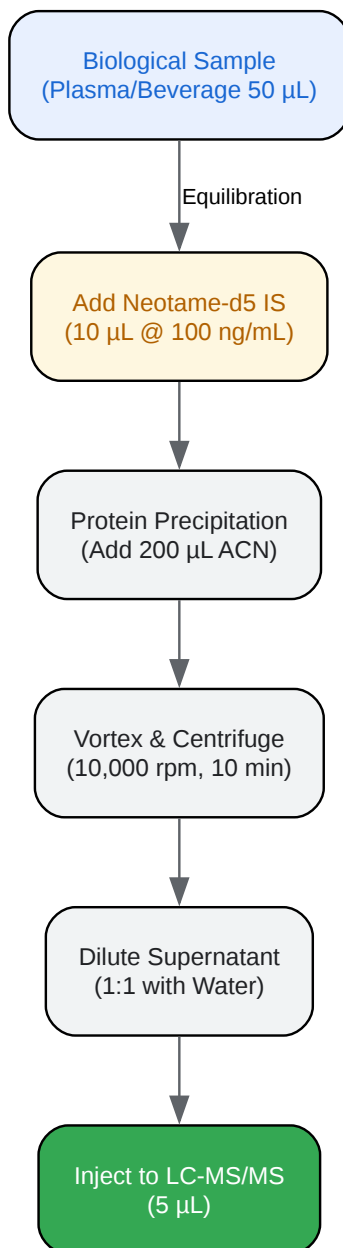 Biological Sample
(Plasma/Beverage 50 µL)
Equilibration
Add Neotame-d5 IS
(10 µL @ 100 ng/mL)
Protein Precipitation
(Add 200 µL ACN)
Vortex & Centrifuge
(10,000 rpm, 10 min)
Dilute Supernatant
(1:1 with Water)
Inject to LC-MS/MS
(5 µL)